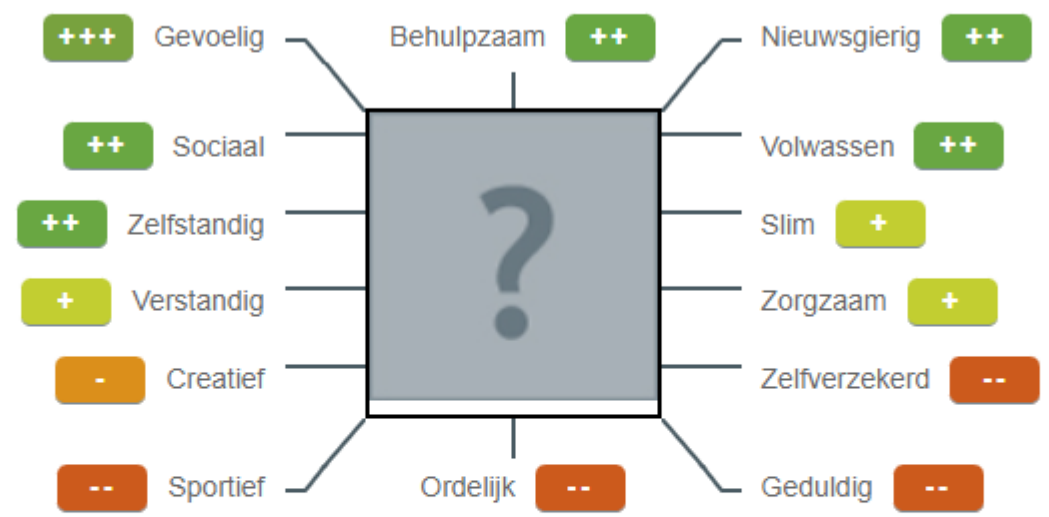 +++ Gevoelig
Behulpzaam ++
Nieuwsgierig ++
++ Sociaal
Volwassen ++
++ Zelfstandig
Slim +
+ Verstandig
Zorgzaam +
- Creatief
Zelfverzekerd --
-- Sportief
Ordelijk --
Geduldig --
?